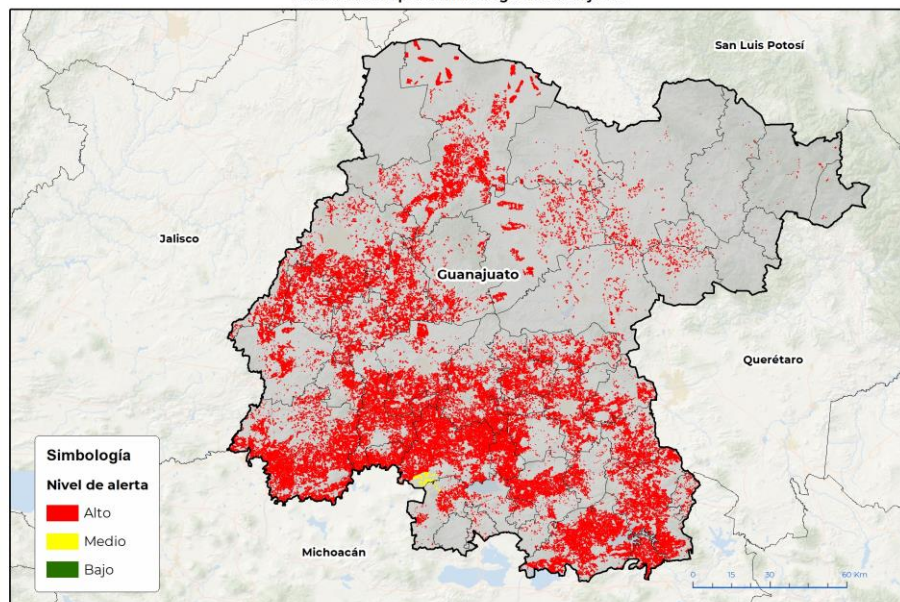 San Luis Potosí
Jalisco
Guanajuato
Querétaro
Simbología
Nivel de alerta
Alto
Medio
Bajo
Michoacán
0 15 30 60 Km